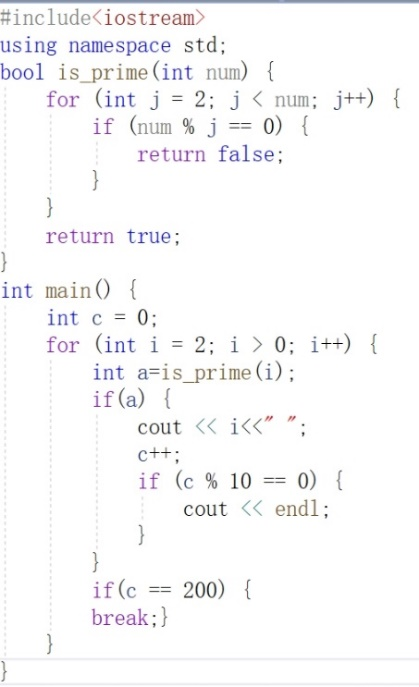 #include<iostream>
using namespace std;
bool is_prime(int num) {
    for (int j = 2; j < num; j++) {
        if (num % j == 0) {
            return false;
        }
    }
    return true;
}
int main() {
    int c = 0;
    for (int i = 2; i > 0; i++) {
        int a=is_prime(i);
        if(a) {
            cout << i<<" ";
            c++;
            if (c % 10 == 0) {
                cout << endl;
            }
        }
        if(c == 200) {
        break;}
    }
}